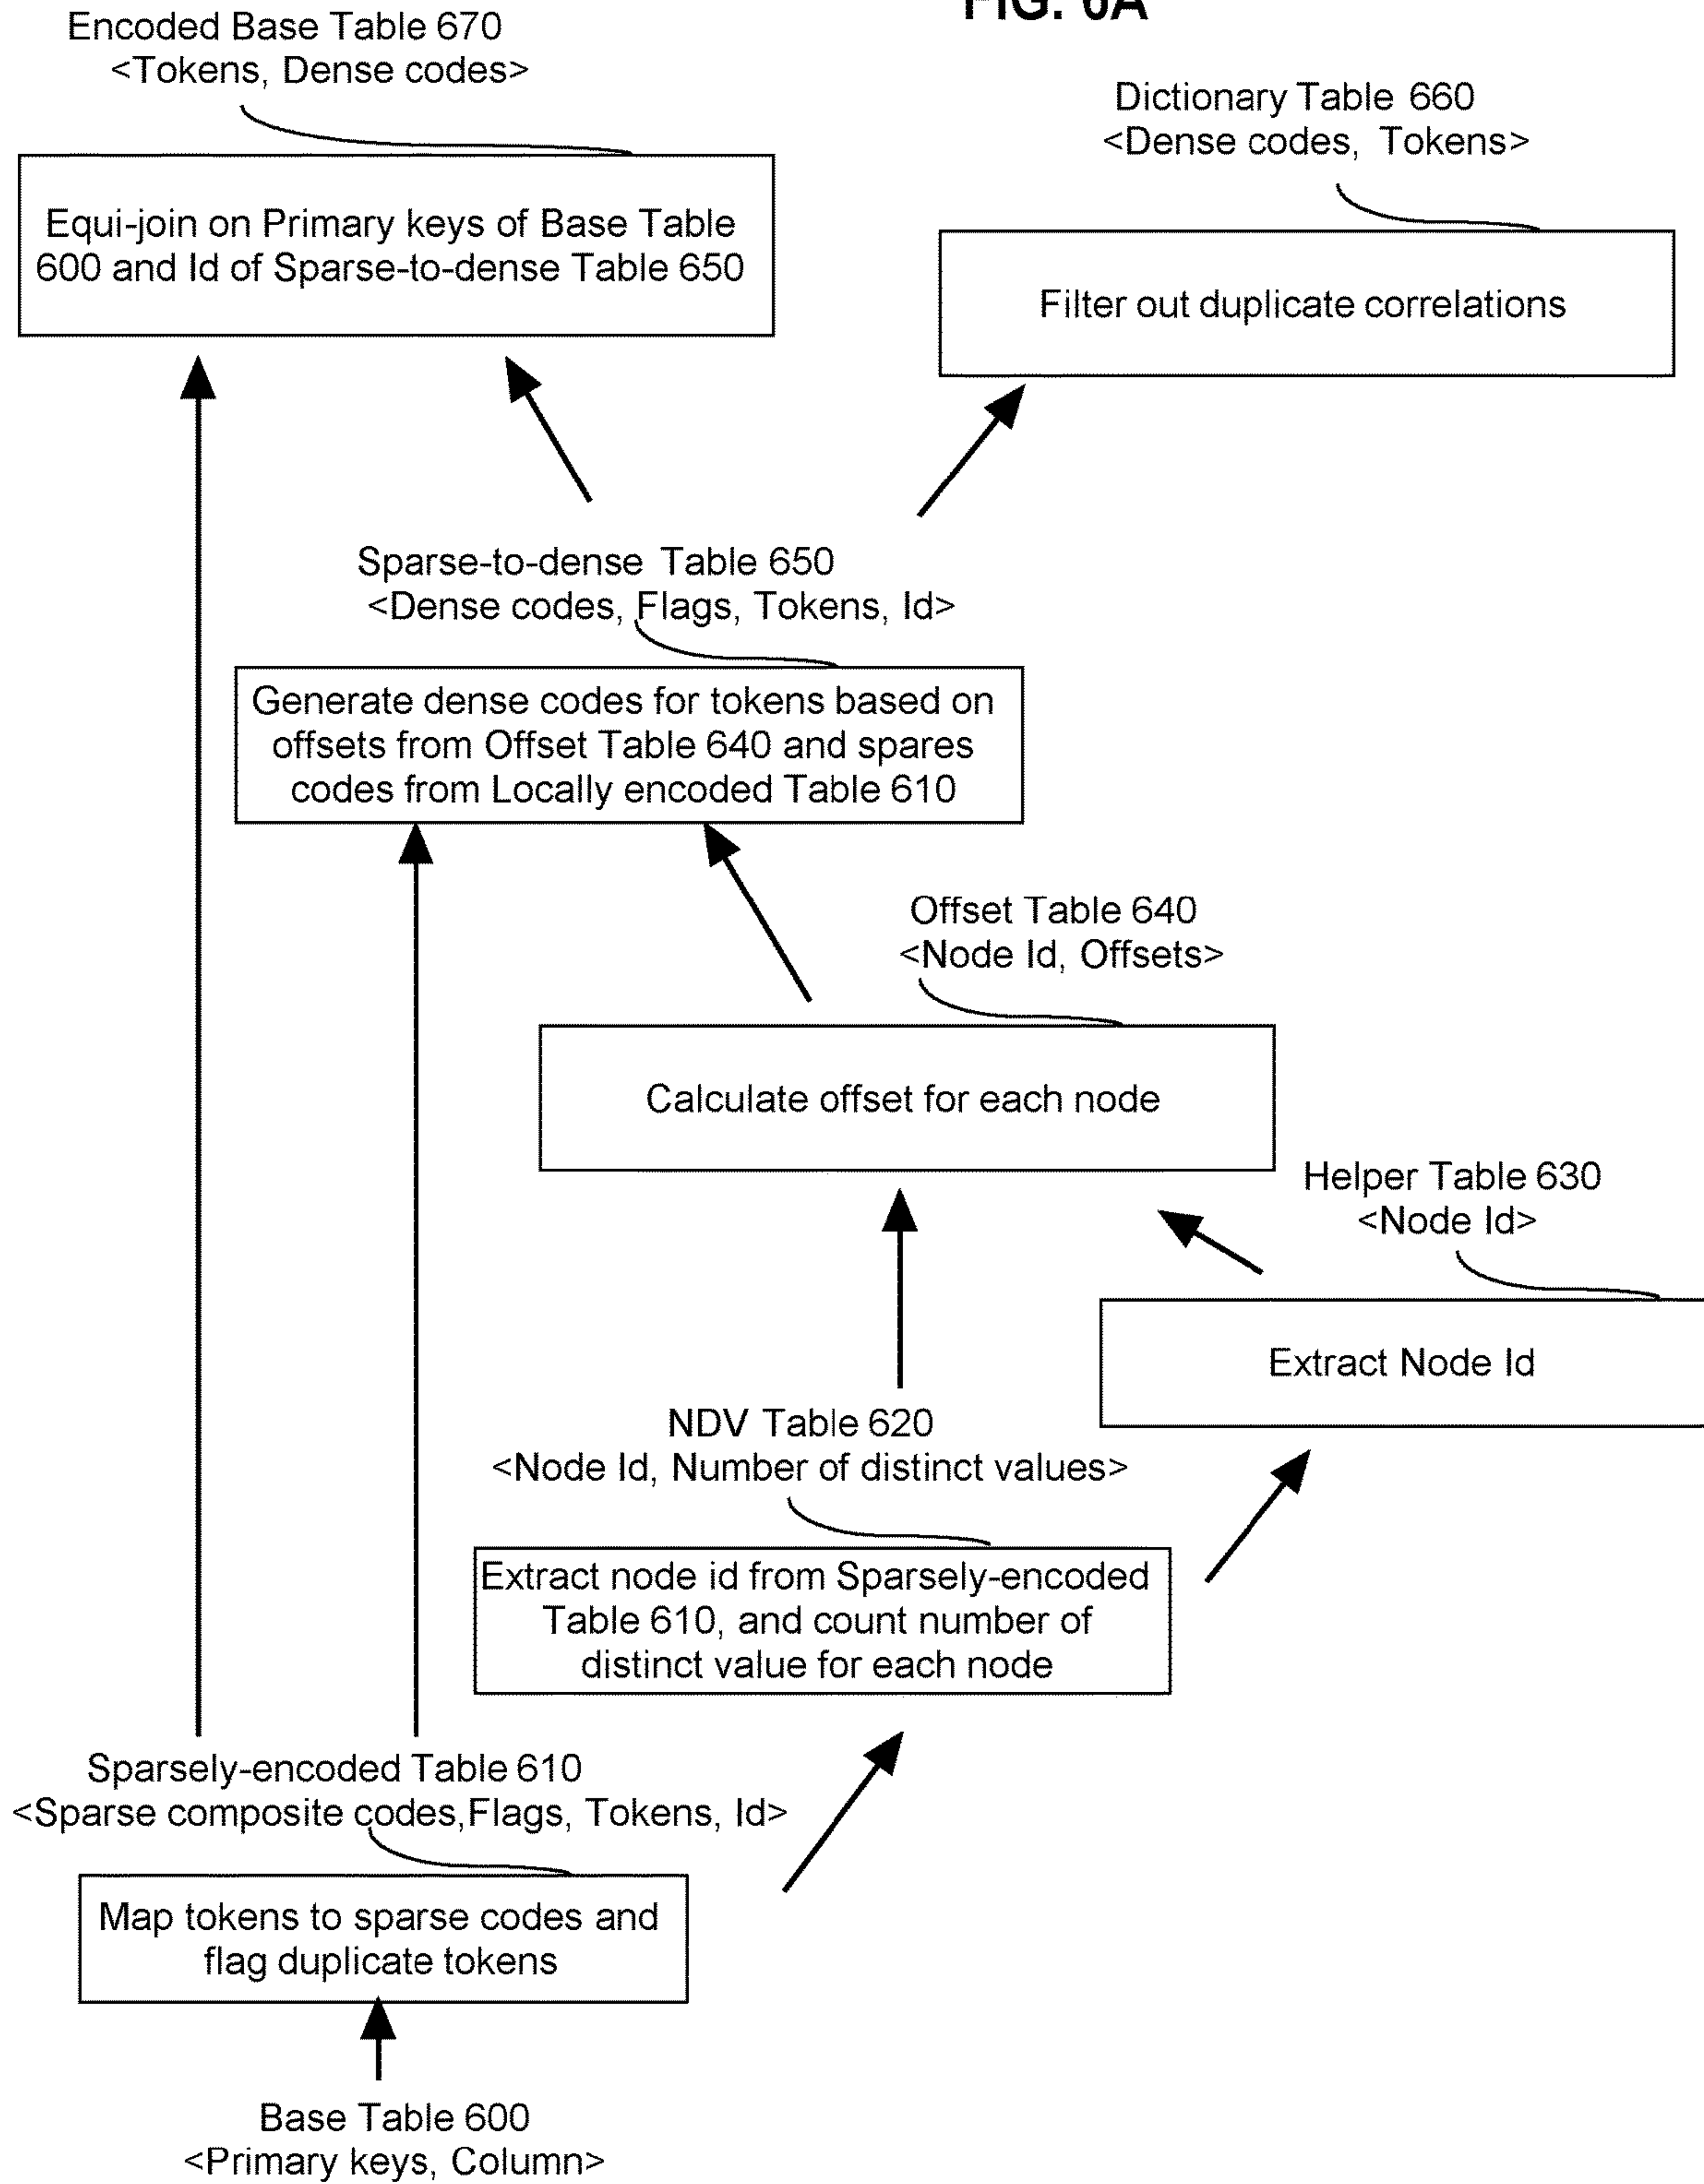 FIG. 6A
Encoded Base Table 670
<Tokens, Dense codes>
Dictionary Table 660
<Dense codes, Tokens>
Equi-join on Primary keys of Base Table
600 and Id of Sparse-to-dense Table 650
Filter out duplicate correlations
Sparse-to-dense Table 650
<Dense codes, Flags, Tokens, Id>
Generate dense codes for tokens based on
offsets from Offset Table 640 and spares
codes from Locally encoded Table 610
Offset Table 640
<Node Id, Offsets>
Calculate offset for each node
Helper Table 630
<Node Id>
Extract Node Id
NDV Table 620
<Node Id, Number of distinct values>
Extract node id from Sparsely-encoded
Table 610, and count number of
distinct value for each node
Sparsely-encoded Table 610
<Sparse composite codes,Flags, Tokens, Id>
Map tokens to sparse codes and
flag duplicate tokens
Base Table 600
<Primary keys, Column>